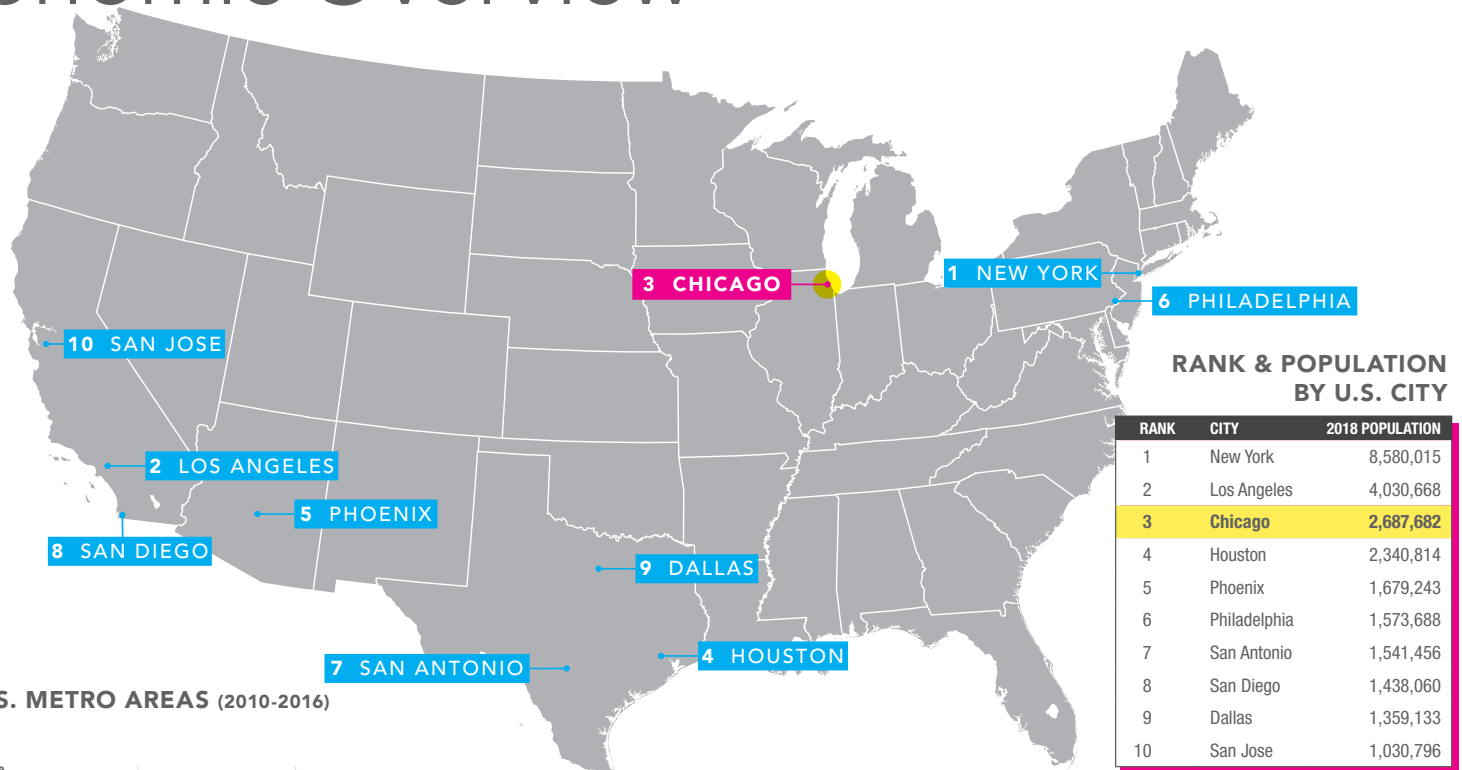 3 CHICAGO
1 NEW YORK
6 PHILADELPHIA
10 SAN JOSE
2 LOS ANGELES
5 PHOENIX
8 SAN DIEGO
9 DALLAS
4 HOUSTON
7 SAN ANTONIO
RANK & POPULATION
BY U.S. CITY
RANK CITY 2018 POPULATION
1 New York 8,580,015
2 Los Angeles 4,030,668
3 Chicago 2,687,682
4 Houston 2,340,814
5 Phoenix 1,679,243
6 Philadelphia 1,573,688
7 San Antonio 1,541,456
8 San Diego 1,438,060
9 Dallas 1,359,133
10 San Jose 1,030,796
S. METRO AREAS (2010-2016)